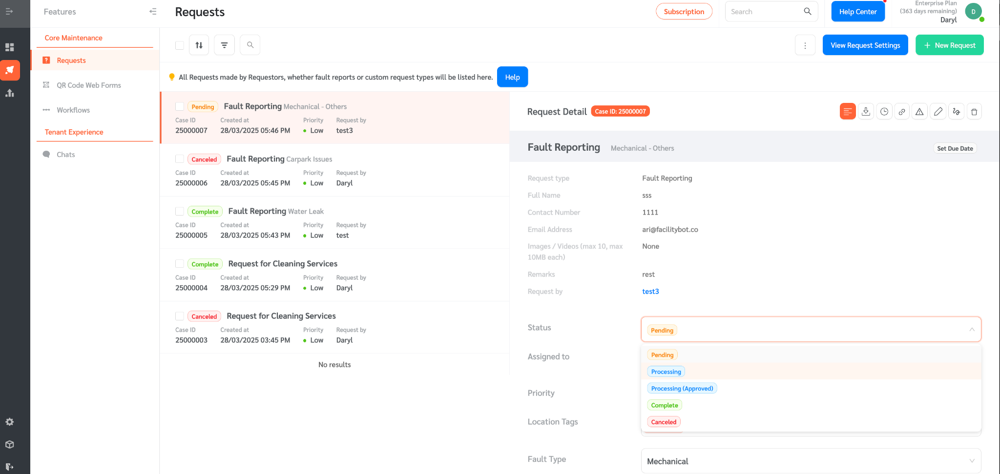 Features
Requests
Subscription
Search
Help Center
Enterprise Plan
(363 days remaining)
Daryl
D
Core Maintenance
Requests
QR Code Web Forms
Workflows
Tenant Experience
Chats
View Request Settings
+ New Request
All Requests made by Requestors, whether fault reports or custom request types will be listed here.
Help
Pending Fault Reporting Mechanical - Others
Case ID Created at Priority Request by
25000007 28/03/2025 05:46 PM Low test3
Canceled Fault Reporting Carpark Issues
Case ID Created at Priority Request by
25000006 28/03/2025 05:45 PM Low Daryl
Complete Fault Reporting Water Leak
Case ID Created at Priority Request by
25000005 28/03/2025 05:43 PM Low test
Complete Request for Cleaning Services
Case ID Created at Priority Request by
25000004 28/03/2025 05:29 PM Low Daryl
Canceled Request for Cleaning Services
Case ID Created at Priority Request by
25000003 28/03/2025 03:45 PM Low Daryl
No results
Request Detail Case ID: 25000007
Fault Reporting Mechanical - Others Set Due Date
Request type Fault Reporting
Full Name sss
Contact Number 1111
Email Address ari@facilitybot.co
Images / Videos (max 10, max None
10MB each)
Remarks rest
Request by test3
Status Pending
Pending
Assigned to
Processing
Processing (Approved)
Priority
Complete
Location Tags Canceled
Fault Type Mechanical